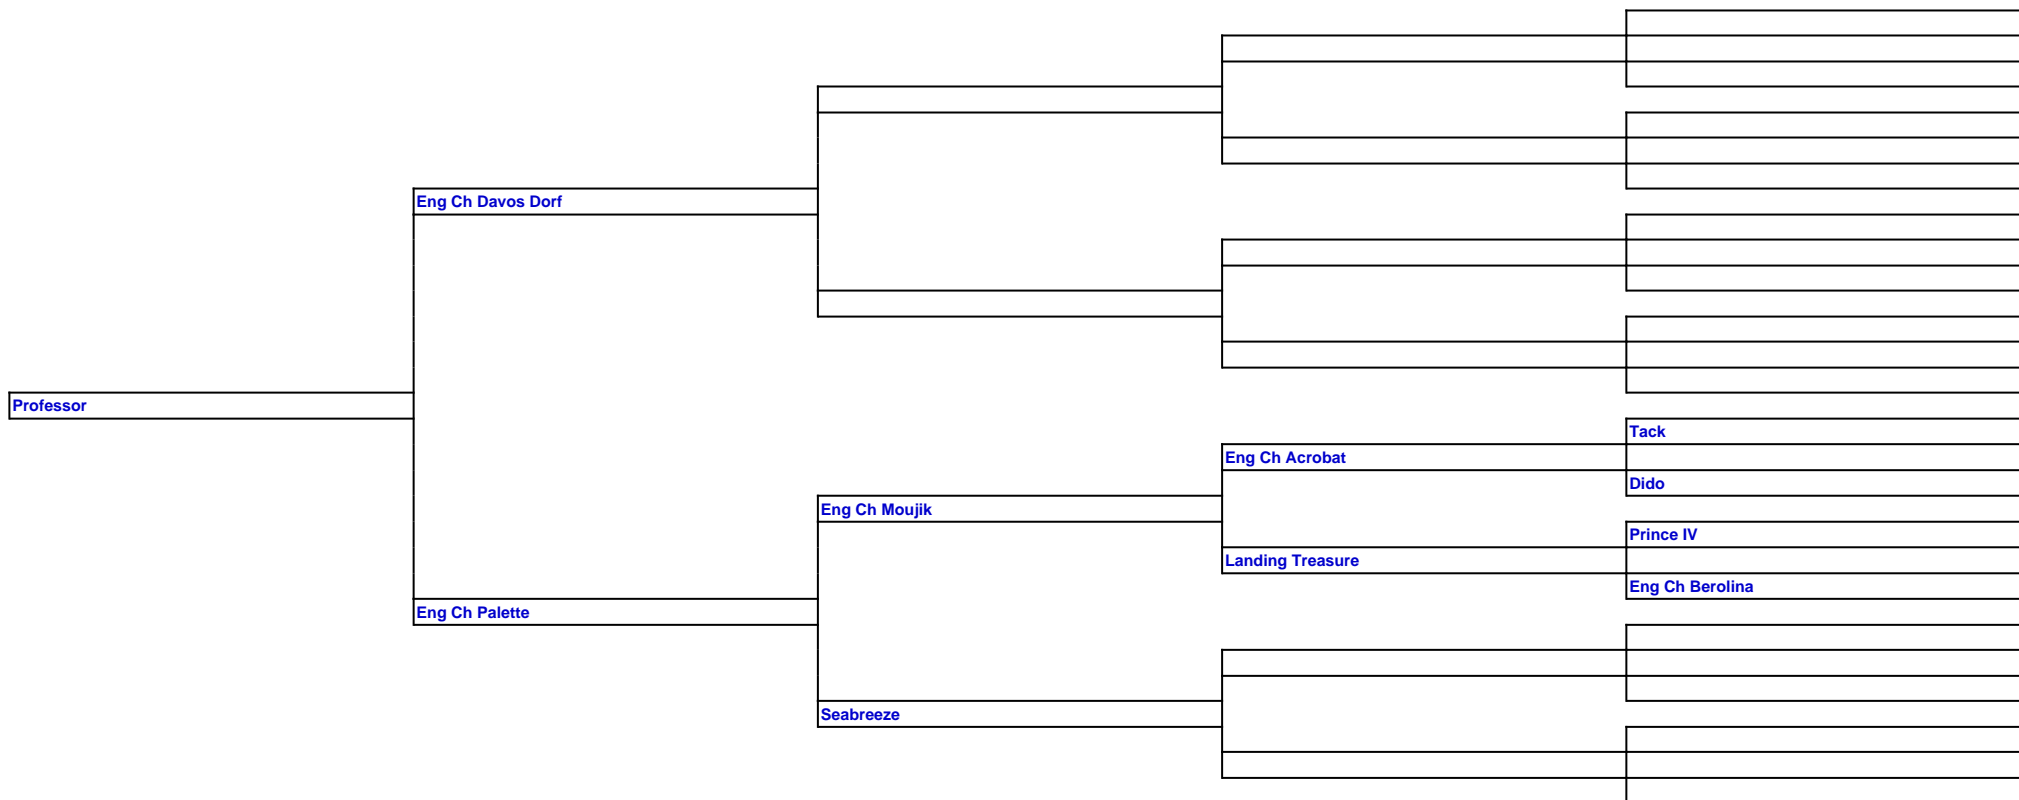 Eng Ch Davos Dorf
Professor
Tack
Eng Ch Acrobat
Dido
Eng Ch Moujik
Prince IV
Landing Treasure
Eng Ch Berolina
Eng Ch Palette
Seabreeze